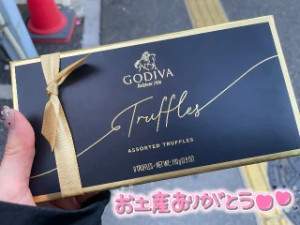 GODIVA
Belgium 1926
Truffles
ASSORTED TRUFFLES
お土産ありがとう